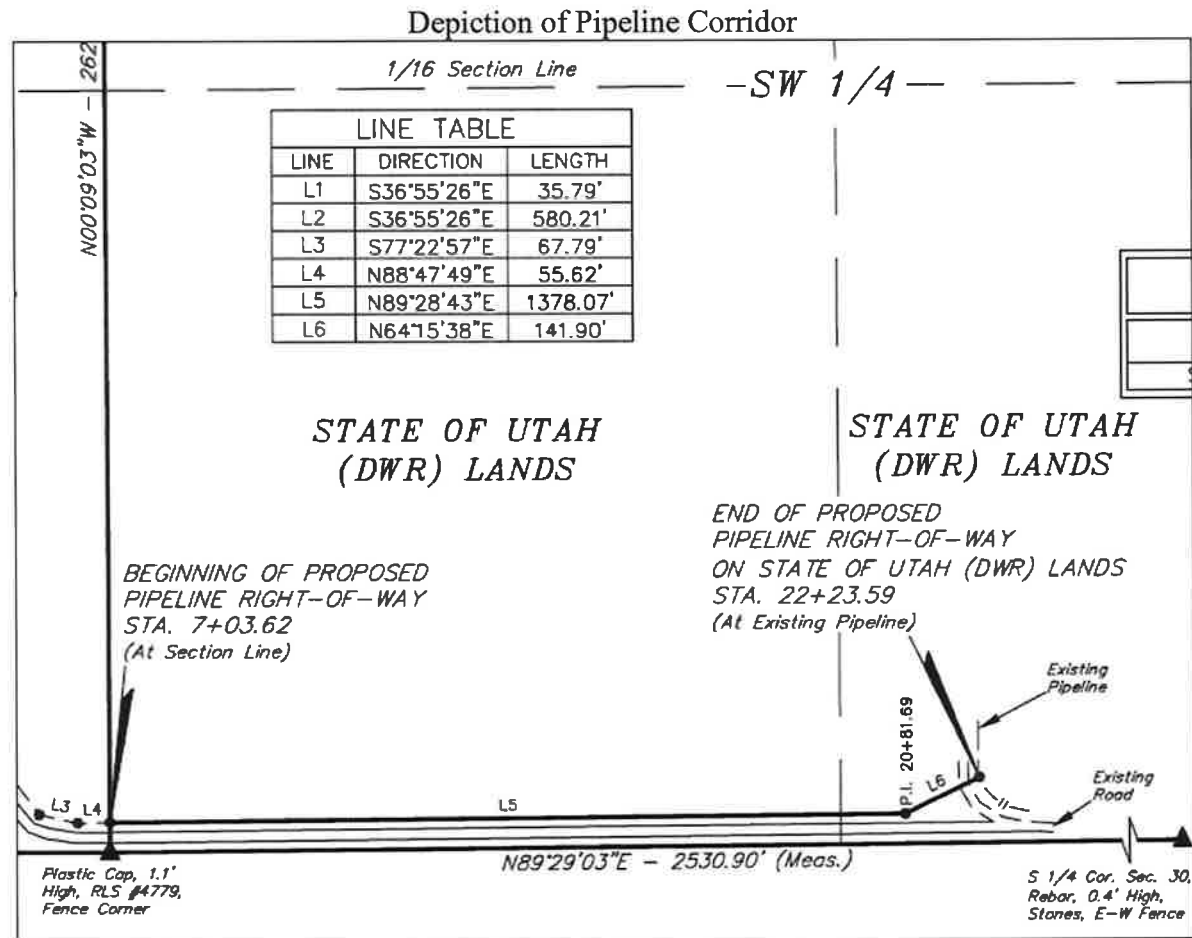 Depiction of Pipeline Corridor
N00°09'03"W - 262
1/16 Section Line
-SW 1/4-
LINE TABLE
LINE DIRECTION LENGTH
L1 S36°55'26"E 35.79'
L2 S36°55'26"E 580.21'
L3 S77°22'57"E 67.79'
L4 N88°47'49"E 55.62'
L5 N89°28'43"E 1378.07'
L6 N64°15'38"E 141.90'
STATE OF UTAH
(DWR) LANDS
STATE OF UTAH
(DWR) LANDS
BEGINNING OF PROPOSED
PIPELINE RIGHT-OF-WAY
STA. 7+03.62
(At Section Line)
END OF PROPOSED
PIPELINE RIGHT-OF-WAY
ON STATE OF UTAH (DWR) LANDS
STA. 22+23.59
(At Existing Pipeline)
Existing
Pipeline
P.I. 20+81.69
L6
Existing
Road
L3
L4
L5
N89°29'03"E - 2530.90' (Meas.)
Plastic Cap, 1.1'
High, RLS #4779,
Fence Corner
S 1/4 Cor. Sec. 30,
Rebar, 0.4' High,
Stones, E-W Fence